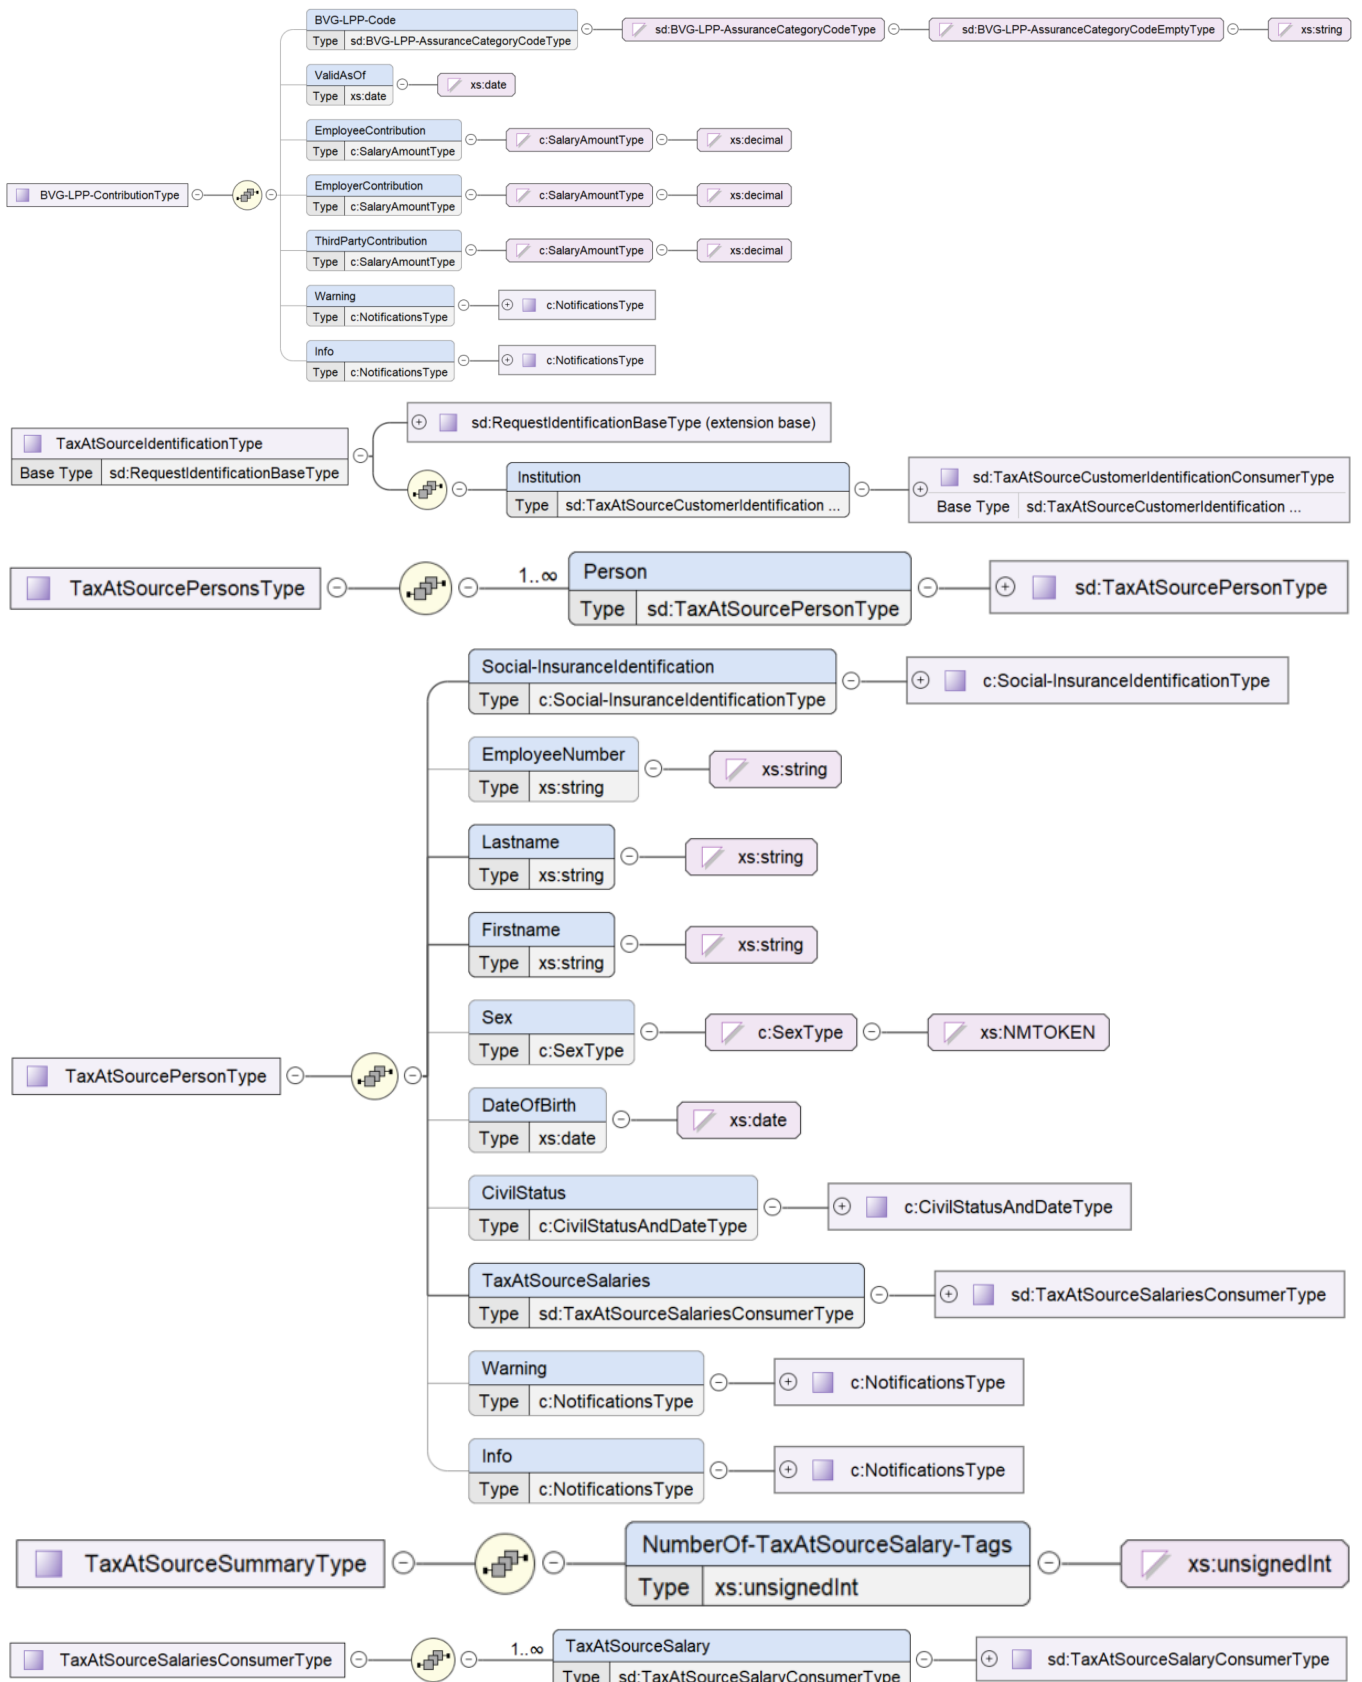 BVG-LPP-Code
Type sd:BVG-LPP-AssuranceCategoryCodeType
sd:BVG-LPP-AssuranceCategoryCodeType
sd:BVG-LPP-AssuranceCategoryCodeEmptyType
xs:string
ValidAsOf
Type xs:date
xs:date
EmployeeContribution
Type c:SalaryAmountType
c:SalaryAmountType
xs:decimal
BVG-LPP-ContributionType
EmployerContribution
Type c:SalaryAmountType
c:SalaryAmountType
xs:decimal
ThirdPartyContribution
Type c:SalaryAmountType
c:SalaryAmountType
xs:decimal
Warning
Type c:NotificationsType
c:NotificationsType
Info
Type c:NotificationsType
c:NotificationsType
TaxAtSourceIdentificationType
Base Type sd:RequestIdentificationBaseType
sd:RequestIdentificationBaseType (extension base)
Institution
Type sd:TaxAtSourceCustomerIdentification ...
sd:TaxAtSourceCustomerIdentificationConsumerType
Base Type sd:TaxAtSourceCustomerIdentification ...
TaxAtSourcePersonsType
1..∞
Person
Type sd:TaxAtSourcePersonType
sd:TaxAtSourcePersonType
Social-InsuranceIdentification
Type c:Social-InsuranceIdentificationType
c:Social-InsuranceIdentificationType
EmployeeNumber
Type xs:string
xs:string
Lastname
Type xs:string
xs:string
Firstname
Type xs:string
xs:string
Sex
Type c:SexType
c:SexType
xs:NMTOKEN
TaxAtSourcePersonType
DateOfBirth
Type xs:date
xs:date
CivilStatus
Type c:CivilStatusAndDateType
c:CivilStatusAndDateType
TaxAtSourceSalaries
Type sd:TaxAtSourceSalariesConsumerType
sd:TaxAtSourceSalariesConsumerType
Warning
Type c:NotificationsType
c:NotificationsType
Info
Type c:NotificationsType
c:NotificationsType
TaxAtSourceSummaryType
NumberOf-TaxAtSourceSalary-Tags
Type xs:unsignedInt
xs:unsignedInt
TaxAtSourceSalariesConsumerType
1..∞
TaxAtSourceSalary
Type sd:TaxAtSourceSalaryConsumerType
sd:TaxAtSourceSalaryConsumerType